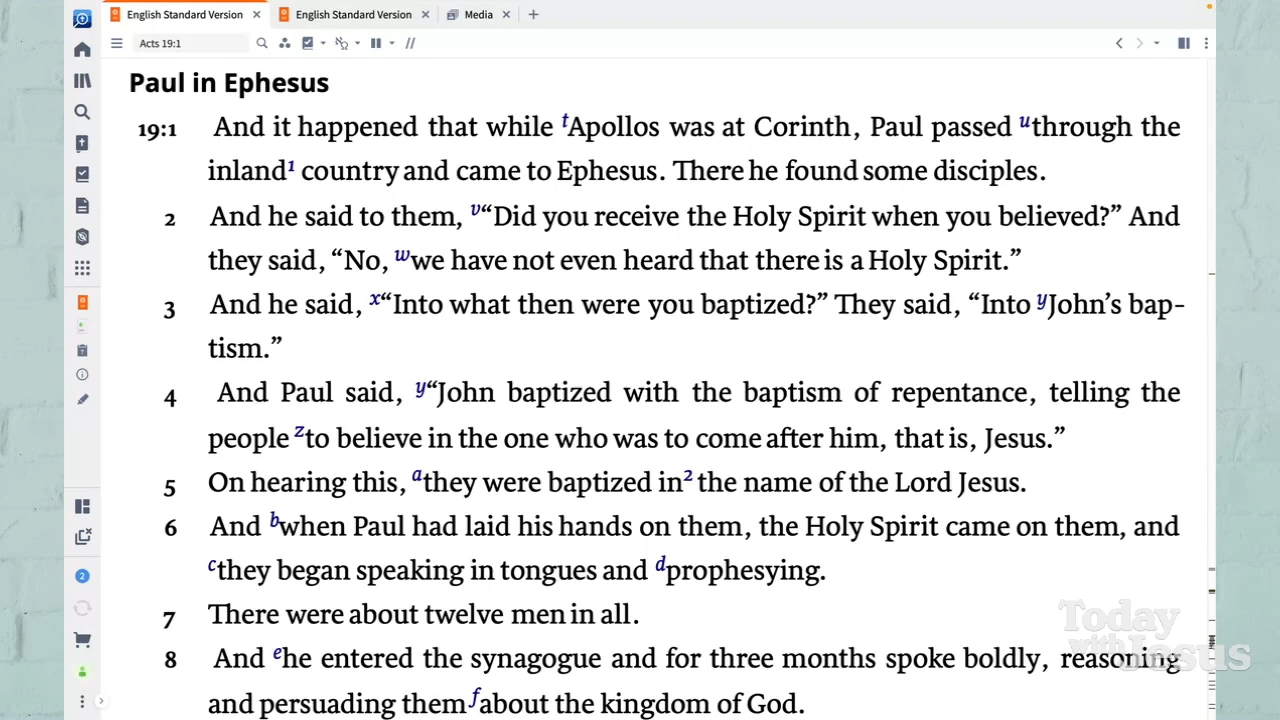 English Standard Version
English Standard Version
Media
Acts 19:1
Paul in Ephesus
19:1 And it happened that while ᵗApollos was at Corinth, Paul passed ᵘthrough the
inland¹ country and came to Ephesus. There he found some disciples.
2 And he said to them, ᵛ“Did you receive the Holy Spirit when you believed?” And
they said, “No, ʷwe have not even heard that there is a Holy Spirit.”
3 And he said, ˣ“Into what then were you baptized?” They said, “Into ʸJohn’s bap-
tism.”
4 And Paul said, ʸ“John baptized with the baptism of repentance, telling the
people ᶻto believe in the one who was to come after him, that is, Jesus.”
5 On hearing this, ᵃthey were baptized in² the name of the Lord Jesus.
6 And ᵇwhen Paul had laid his hands on them, the Holy Spirit came on them, and
ᶜthey began speaking in tongues and ᵈprophesying.
7 There were about twelve men in all.
8 And ᵉhe entered the synagogue and for three months spoke boldly, reasoning
and persuading them ᶠabout the kingdom of God.
2
Today
with Jesus